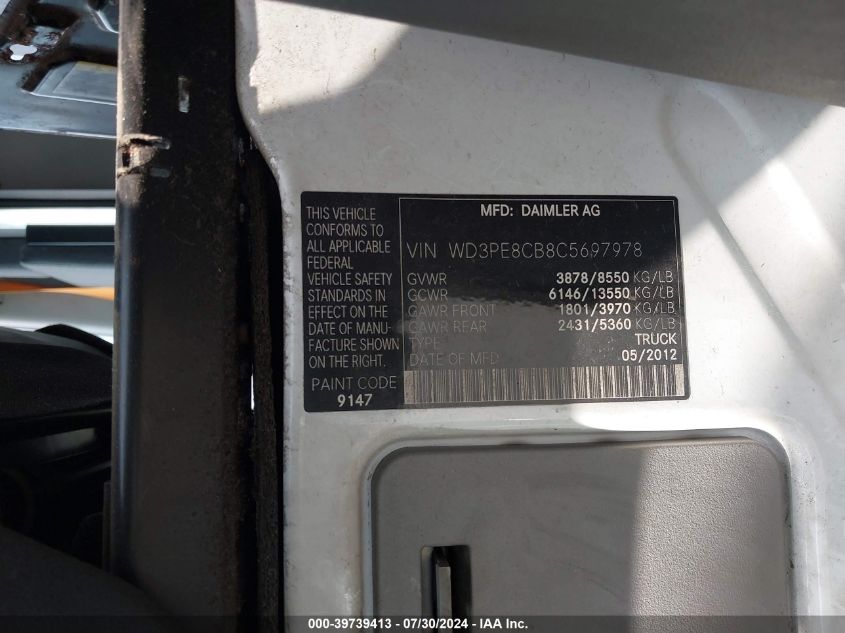 THIS VEHICLE
CONFORMS TO
ALL APPLICABLE
FEDERAL
VEHICLE SAFETY
STANDARDS IN
EFFECT ON THE
DATE OF MANU-
FACTURE SHOWN
ON THE RIGHT.
PAINT CODE
9147
MFD: DAIMLER AG
VIN WD3PE8CB8C5697978
GVWR 3878/8550 KG/LB
GCWR 6146/13550 KG/LB
GAWR FRONT 1801/3970 KG/LB
GAWR REAR 2431/5360 KG/LB
TYPE TRUCK
DATE OF MFD 05/2012
000-39739413 - 07/30/2024 - IAA Inc.